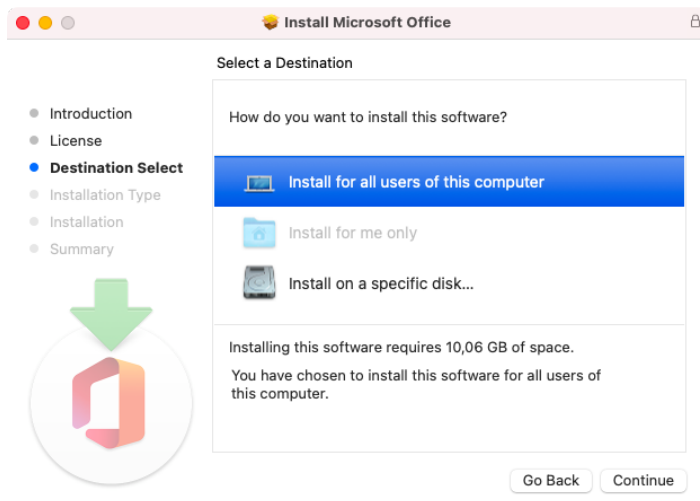 Install Microsoft Office
Select a Destination
Introduction
License
Destination Select
Installation Type
Installation
Summary
How do you want to install this software?
Install for all users of this computer
Install for me only
Install on a specific disk...
Installing this software requires 10,06 GB of space.
You have chosen to install this software for all users of
this computer.
Go Back
Continue